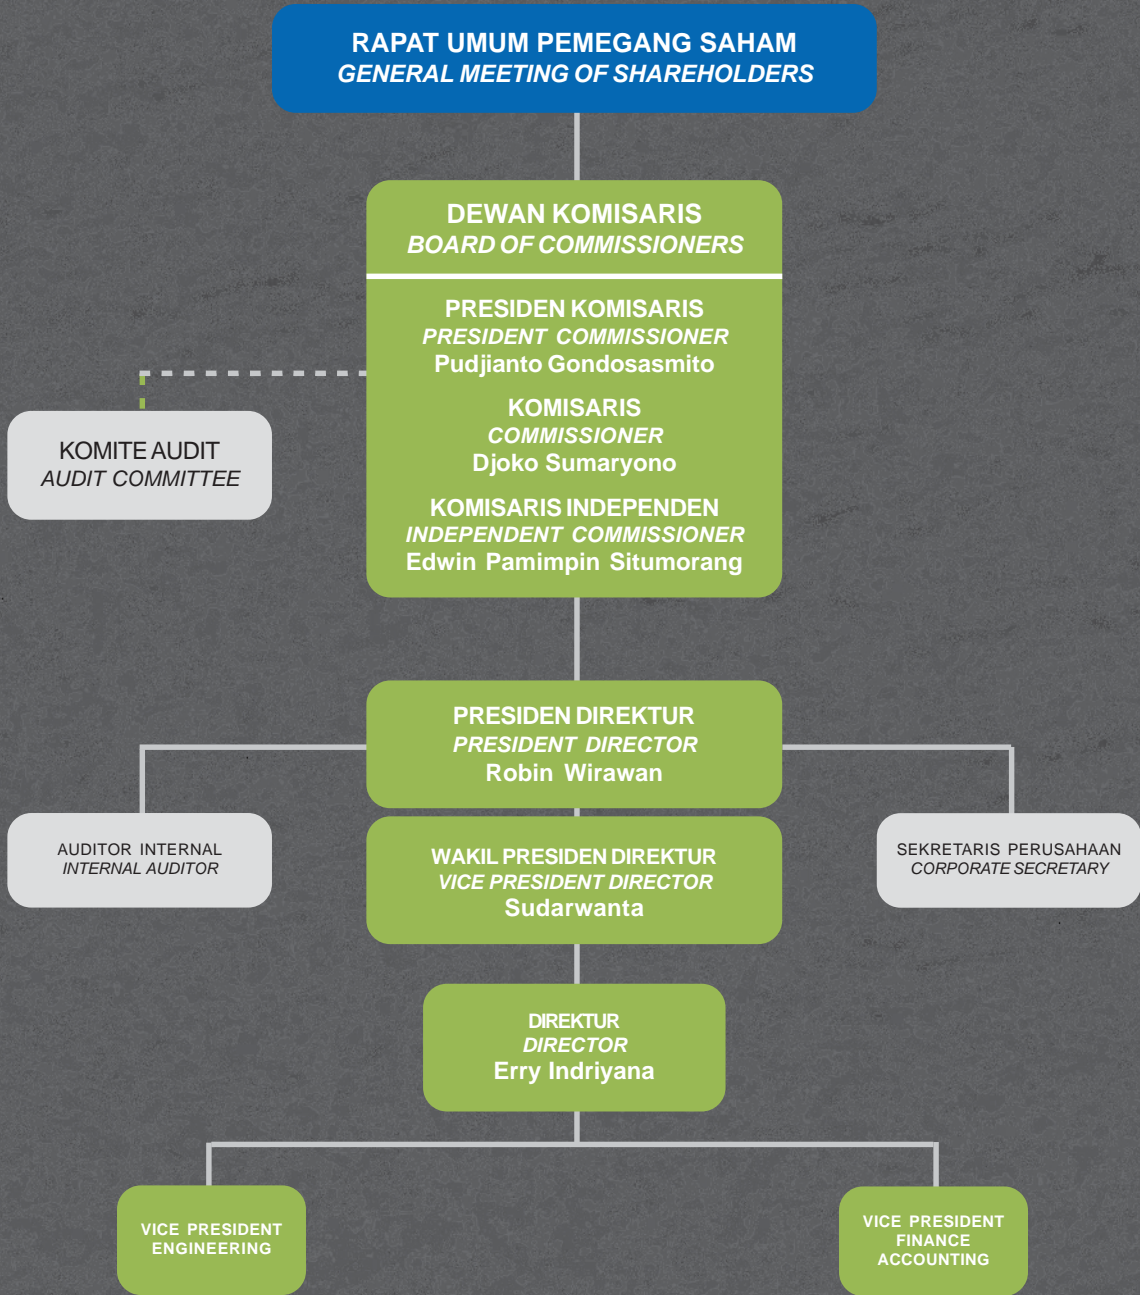 RAPAT UMUM PEMEGANG SAHAM
GENERAL MEETING OF SHAREHOLDERS
DEWAN KOMISARIS
BOARD OF COMMISSIONERS
PRESIDEN KOMISARIS
PRESIDENT COMMISSIONER
Pudjianto Gondosasmito
KOMISARIS
COMMISSIONER
Djoko Sumaryono
KOMISARIS INDEPENDEN
INDEPENDENT COMMISSIONER
Edwin Pamimpin Situmorang
KOMITE AUDIT
AUDIT COMMITTEE
PRESIDEN DIREKTUR
PRESIDENT DIRECTOR
Robin Wirawan
AUDITOR INTERNAL
INTERNAL AUDITOR
WAKIL PRESIDEN DIREKTUR
VICE PRESIDENT DIRECTOR
Sudarwanta
SEKRETARIS PERUSAHAAN
CORPORATE SECRETARY
DIREKTUR
DIRECTOR
Erry Indriyana
VICE PRESIDENT
ENGINEERING
VICE PRESIDENT
FINANCE
ACCOUNTING